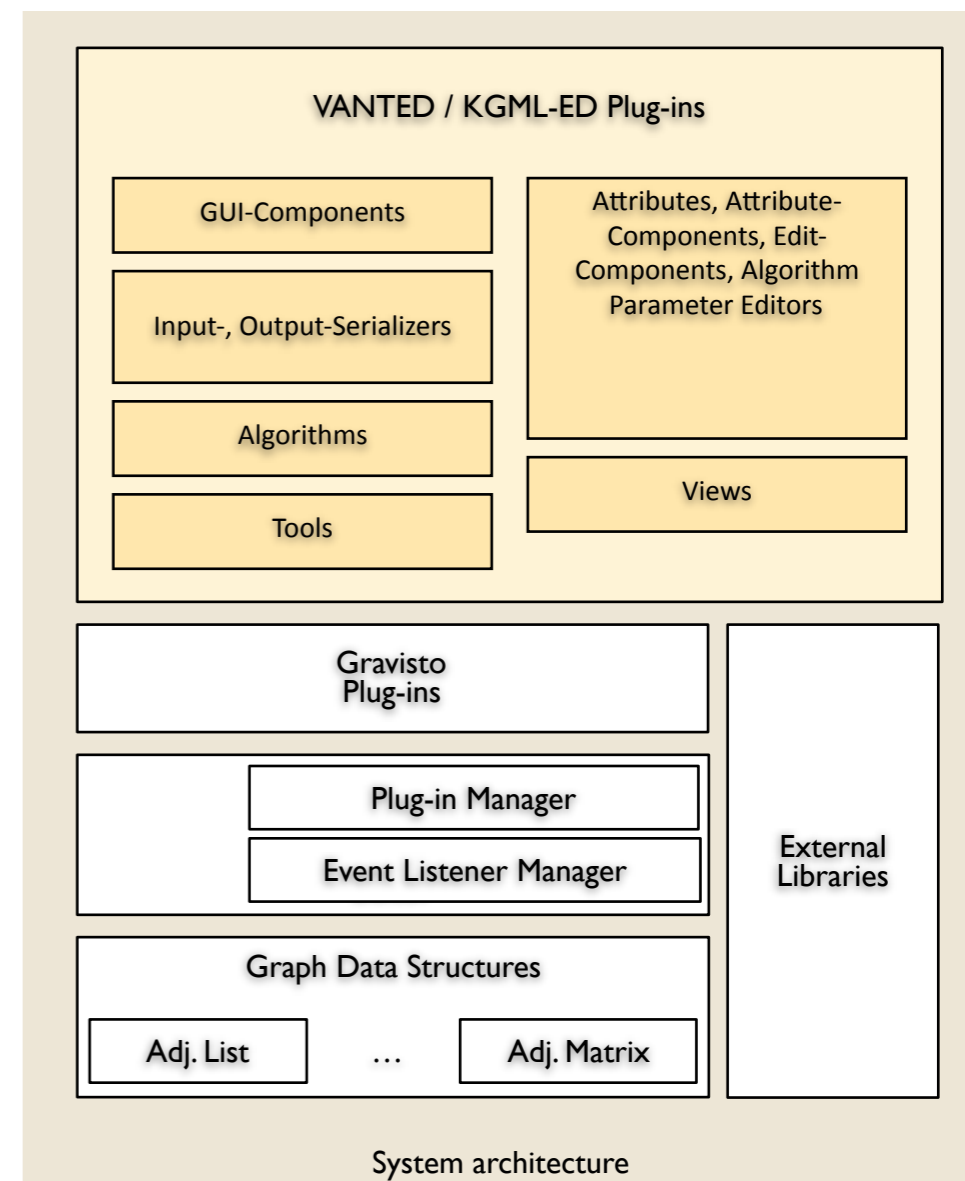 VANTED / KGML-ED Plug-ins
GUI-Components
Input-, Output-Serializers
Algorithms
Tools
Attributes, Attribute-
Components, Edit-
Components, Algorithm
Parameter Editors
Views
Gravisto
Plug-ins
Plug-in Manager
Event Listener Manager
Graph Data Structures
Adj. List
…
Adj. Matrix
External
Libraries
System architecture